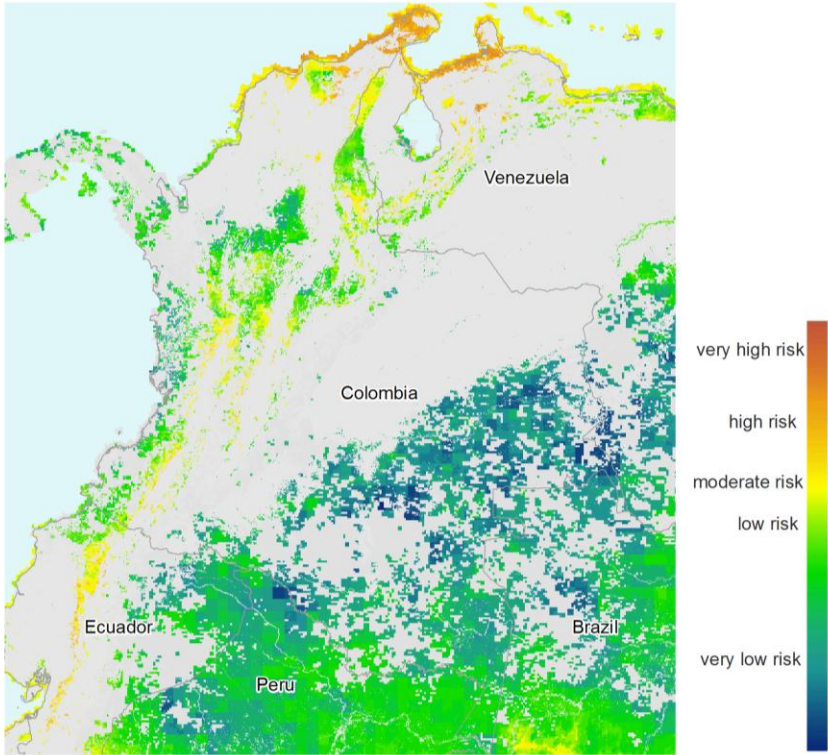 Venezuela
very high risk
Colombia
high risk
moderate risk
low risk
Ecuador
Brazil
very low risk
Peru